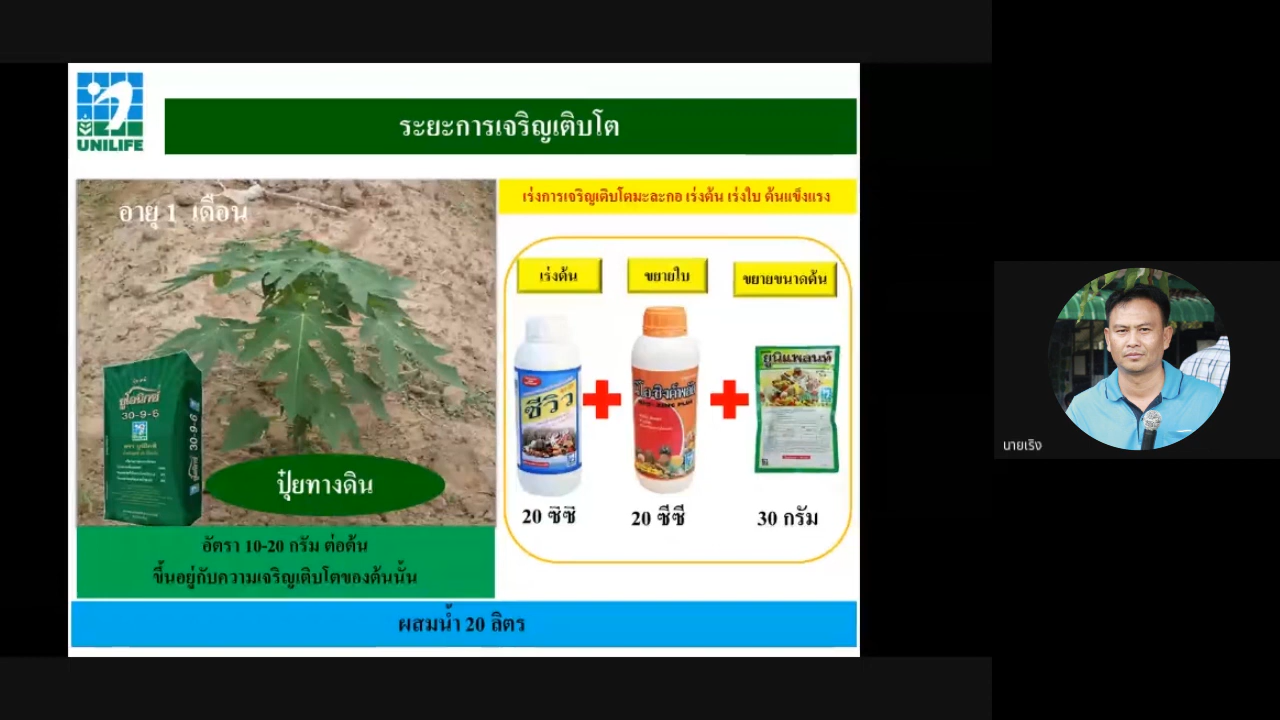 UNILIFE
ระยะการเจริญเติบโต
อายุ 1 เดือน
เร่งการเจริญเติบโตมะละกอ เร่งต้น เร่งใบ ต้นแข็งแรง
เร่งต้น
ขยายใบ
ขยายขนาดต้น
ซีวิว
ยูนิแพลนท์
30-9-6
30-9-6
ปุ๋ยทางดิน
20 ซีซี
20 ซีซี
30 กรัม
อัตรา 10-20 กรัม ต่อต้น
ขึ้นอยู่กับความเจริญเติบโตของต้นนั้น
ผสมน้ำ 20 ลิตร
นายเริง